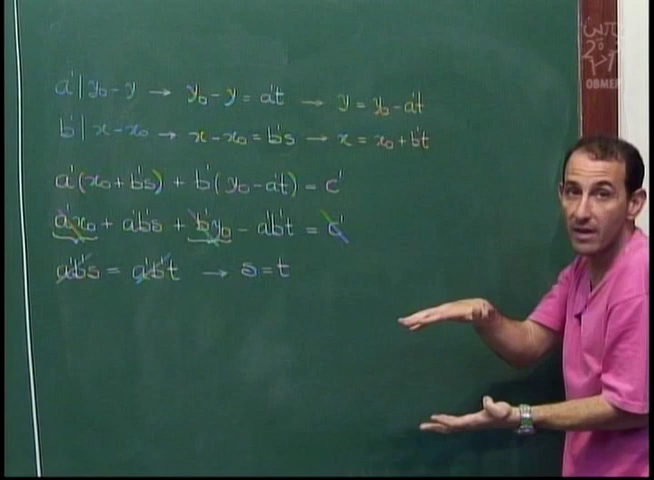 a' | y₀ - y → y₀ - y = a't → y = y₀ - a't
b' | x - x₀ → x - x₀ = b's → x = x₀ + b't
a'(x₀ + b's) + b'(y₀ - a't) = c'
a'x₀ + a'b's + b'y₀ - a'b't = c'
a'b's = a'b't → s = t
OBMEP